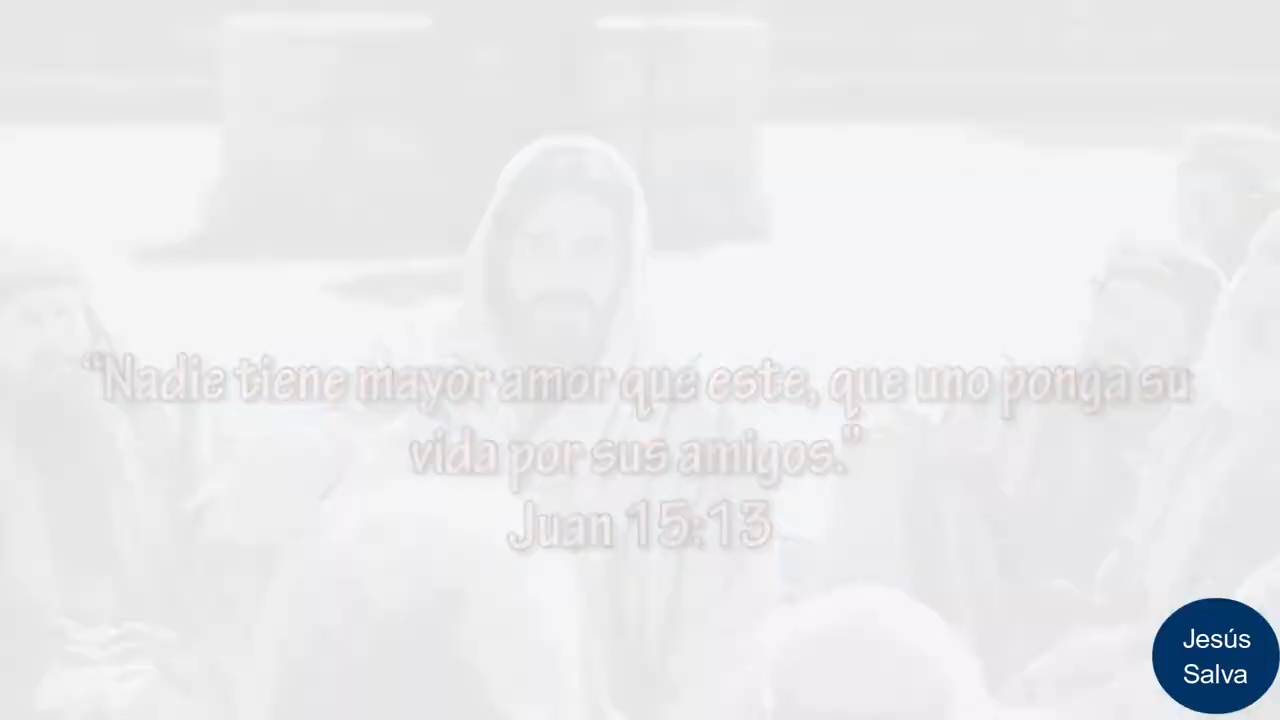 “Nadie tiene mayor amor que este, que uno ponga su
vida por sus amigos.”
Juan 15:13
Jesús
Salva